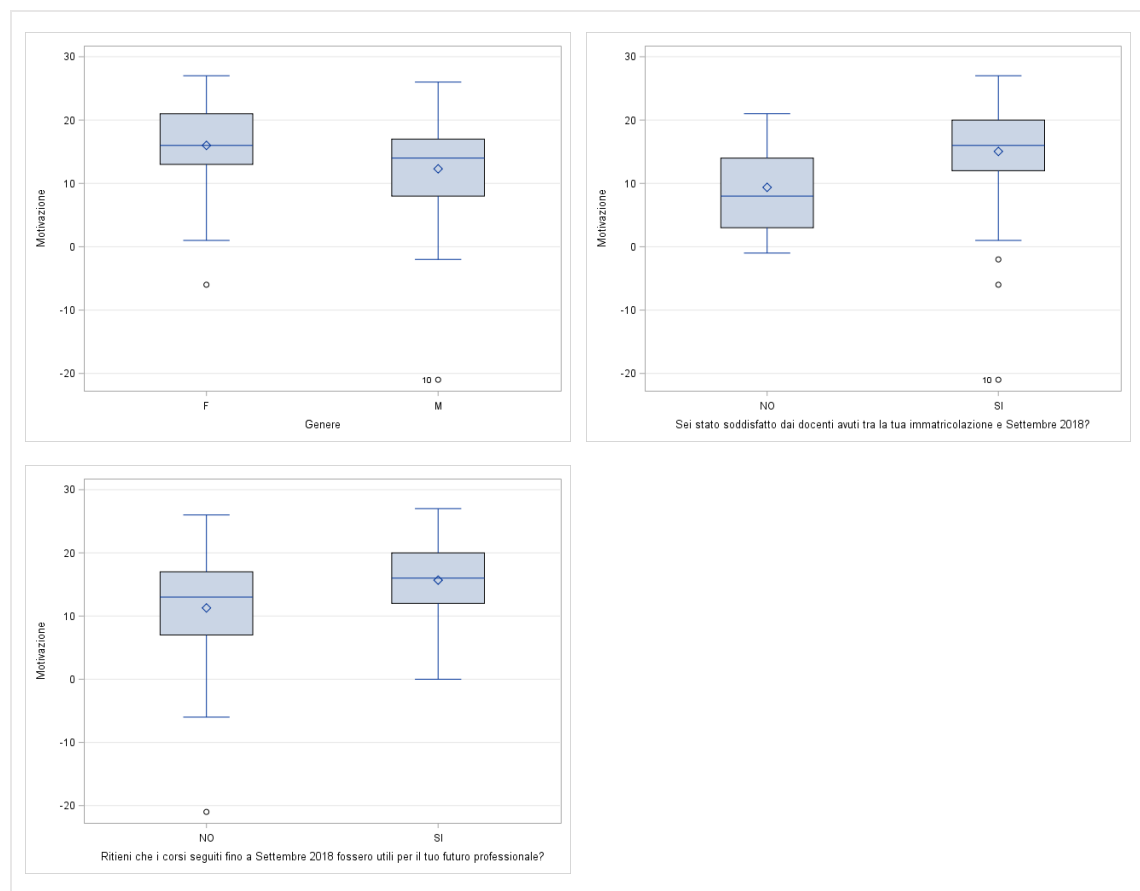 30
20
10
0
-10
-20
Motivazione
10
F
M
Genere
30
20
10
0
-10
-20
Motivazione
10
NO
SI
Sei stato soddisfatto dai docenti avuti tra la tua immatricolazione e Settembre 2018?
30
20
10
0
-10
-20
Motivazione
NO
SI
Ritieni che i corsi seguiti fino a Settembre 2018 fossero utili per il tuo futuro professionale?